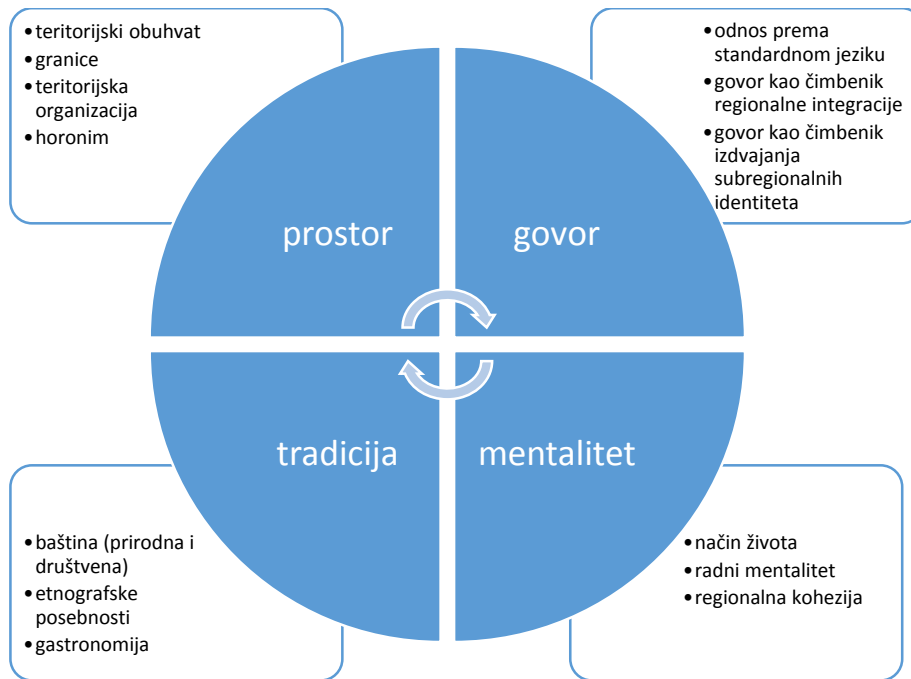 •teritorijski obuhvat
•granice
•teritorijska
organizacija
•horonim
•odnos prema
standardnom jeziku
•govor kao čimbenik
regionalne integracije
•govor kao čimbenik
izdvajanja
subregionalnih
identiteta
prostor
govor
tradicija
mentalitet
•baština (prirodna i
društvena)
•etnografske
posebnosti
•gastronomija
•način života
•radni mentalitet
•regionalna kohezija